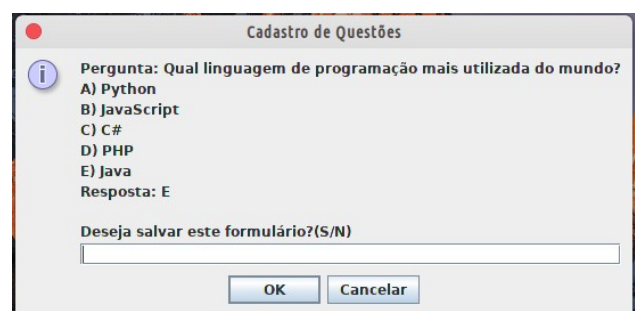 Cadastro de Questões
Pergunta: Qual linguagem de programação mais utilizada do mundo?
A) Python
B) JavaScript
C) C#
D) PHP
E) Java
Resposta: E
Deseja salvar este formulário?(S/N)
OK Cancelar